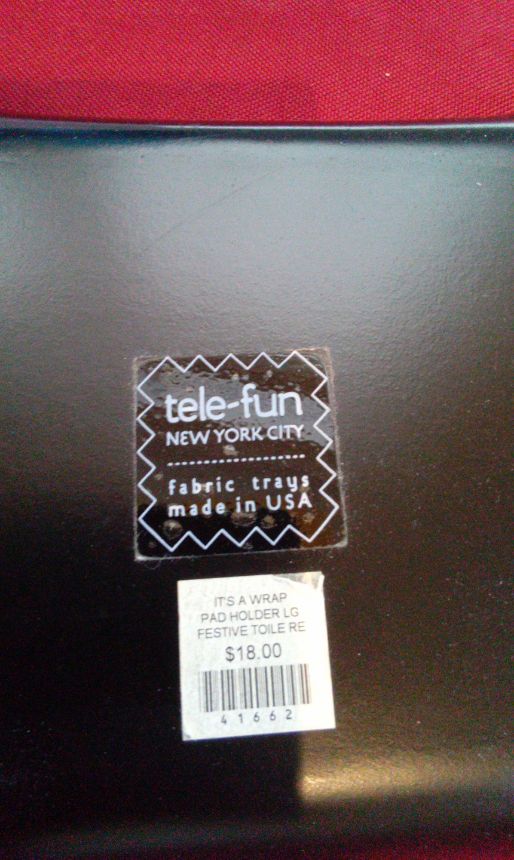 tele-fun
NEW YORK CITY
fabric trays
made in USA
IT'S A WRAP
PAD HOLDER LG
FESTIVE TOILE RE
$18.00
41662